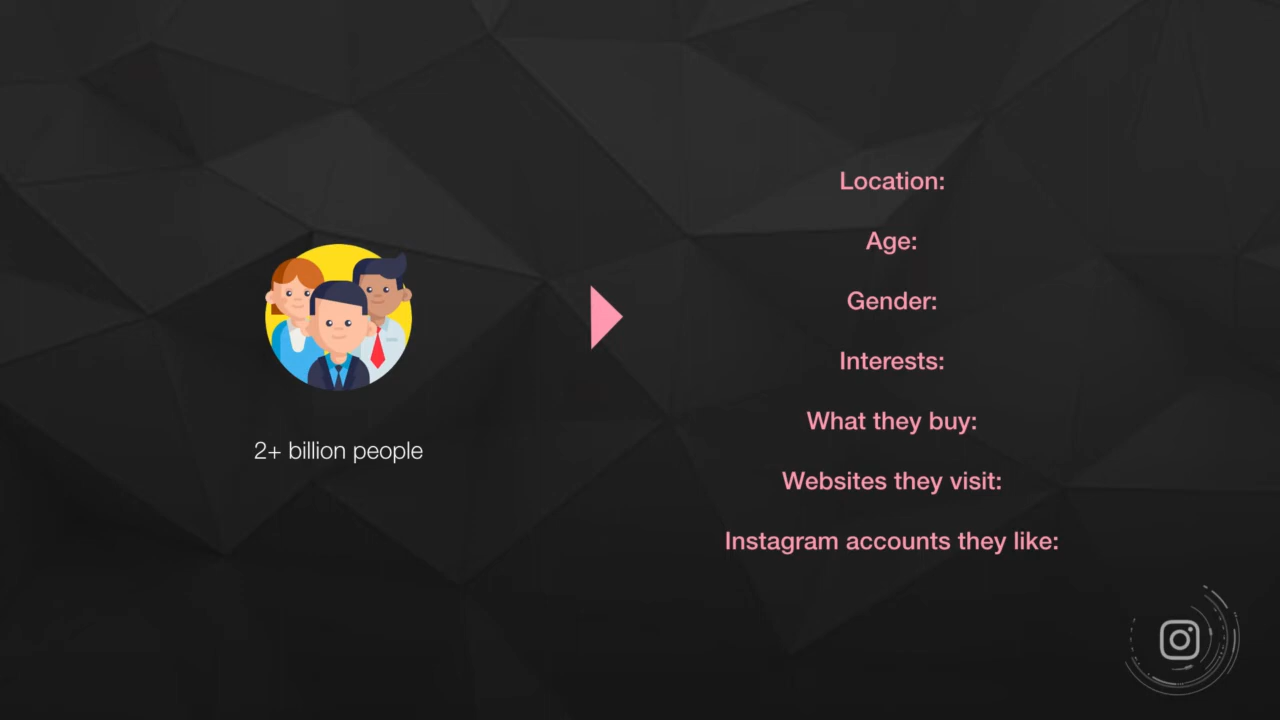 2+ billion people
Location:
Age:
Gender:
Interests:
What they buy:
Websites they visit:
Instagram accounts they like: